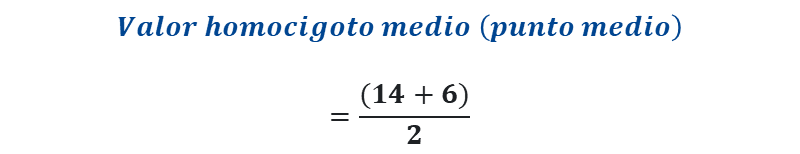 Valor homocigoto medio (punto medio)
= (14 + 6)
2